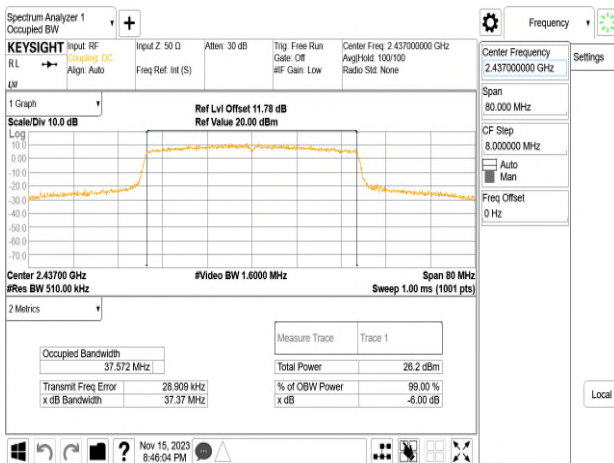 Spectrum Analyzer 1
Occupied BW
Frequency
KEYSIGHT
RL
Input: RF
Coupling: DC
Align: Auto
Input Z: 50 Ω
Freq Ref: Int (S)
Atten: 30 dB
Trig: Free Run
Gate: Off
#IF Gain: Low
Center Freq: 2.437000000 GHz
Avg|Hold: 100/100
Radio Std: None
Center Frequency
2.437000000 GHz
Settings
Span
80.000 MHz
CF Step
8.000000 MHz
Auto
Man
Freq Offset
0 Hz
Local
1 Graph
Scale/Div 10.0 dB
Ref Lvl Offset 11.78 dB
Ref Value 20.00 dBm
Log
10.0
0.00
-10.0
-20.0
-30.0
-40.0
-50.0
-60.0
-70.0
Center 2.43700 GHz
#Video BW 1.6000 MHz
Span 80 MHz
#Res BW 510.00 kHz
Sweep 1.00 ms (1001 pts)
2 Metrics
Measure Trace Trace 1
Occupied Bandwidth
37.572 MHz
Total Power 26.2 dBm
Transmit Freq Error 28.909 kHz
% of OBW Power 99.00 %
x dB Bandwidth 37.37 MHz
x dB -6.00 dB
Nov 15, 2023
8:46:04 PM